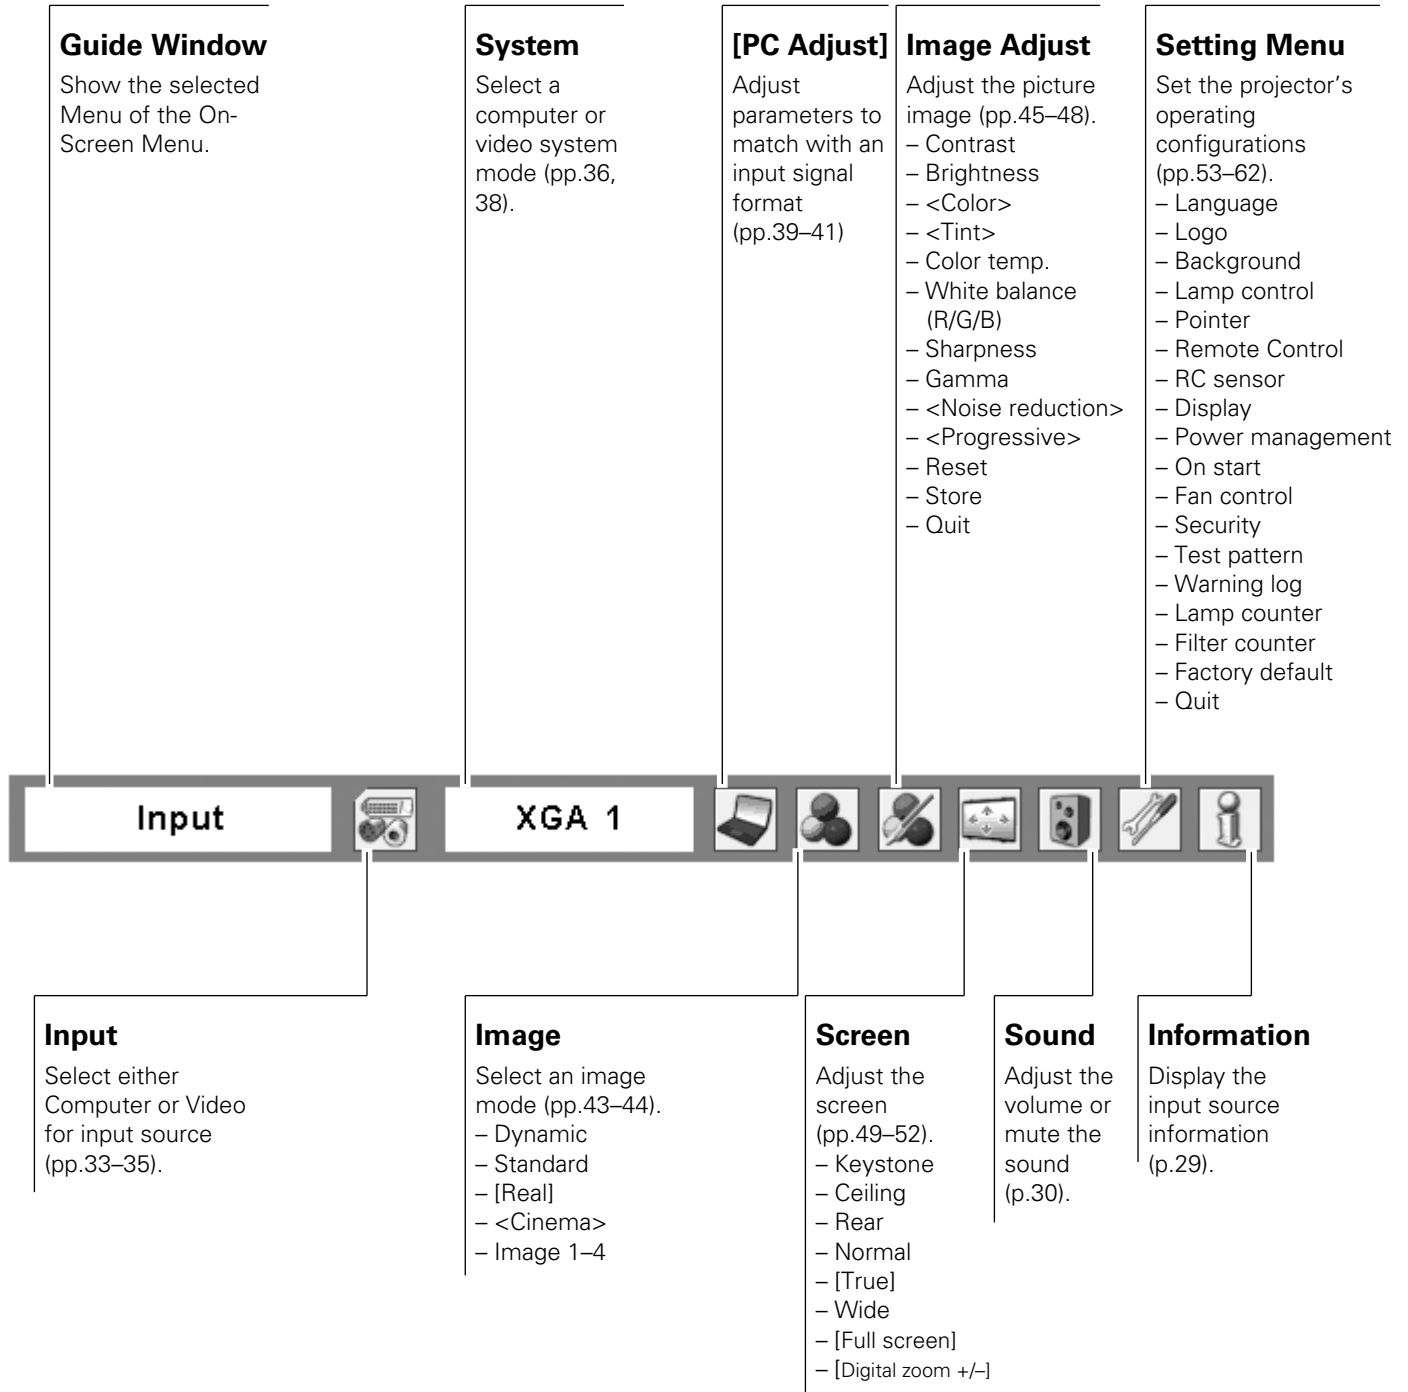 Guide Window
Show the selected
Menu of the On-
Screen Menu.
System
Select a
computer or
video system
mode (pp.36,
38).
[PC Adjust]
Adjust
parameters to
match with an
input signal
format
(pp.39–41)
Image Adjust
Adjust the picture
image (pp.45–48).
– Contrast
– Brightness
– <Color>
– <Tint>
– Color temp.
– White balance
(R/G/B)
– Sharpness
– Gamma
– <Noise reduction>
– <Progressive>
– Reset
– Store
– Quit
Setting Menu
Set the projector's
operating
configurations
(pp.53–62).
– Language
– Logo
– Background
– Lamp control
– Pointer
– Remote Control
– RC sensor
– Display
– Power management
– On start
– Fan control
– Security
– Test pattern
– Warning log
– Lamp counter
– Filter counter
– Factory default
– Quit
Input
XGA 1
Input
Select either
Computer or Video
for input source
(pp.33–35).
Image
Select an image
mode (pp.43–44).
– Dynamic
– Standard
– [Real]
– <Cinema>
– Image 1–4
Screen
Adjust the
screen
(pp.49–52).
– Keystone
– Ceiling
– Rear
– Normal
– [True]
– Wide
– [Full screen]
– [Digital zoom +/–]
Sound
Adjust the
volume or
mute the
sound
(p.30).
Information
Display the
input source
information
(p.29).